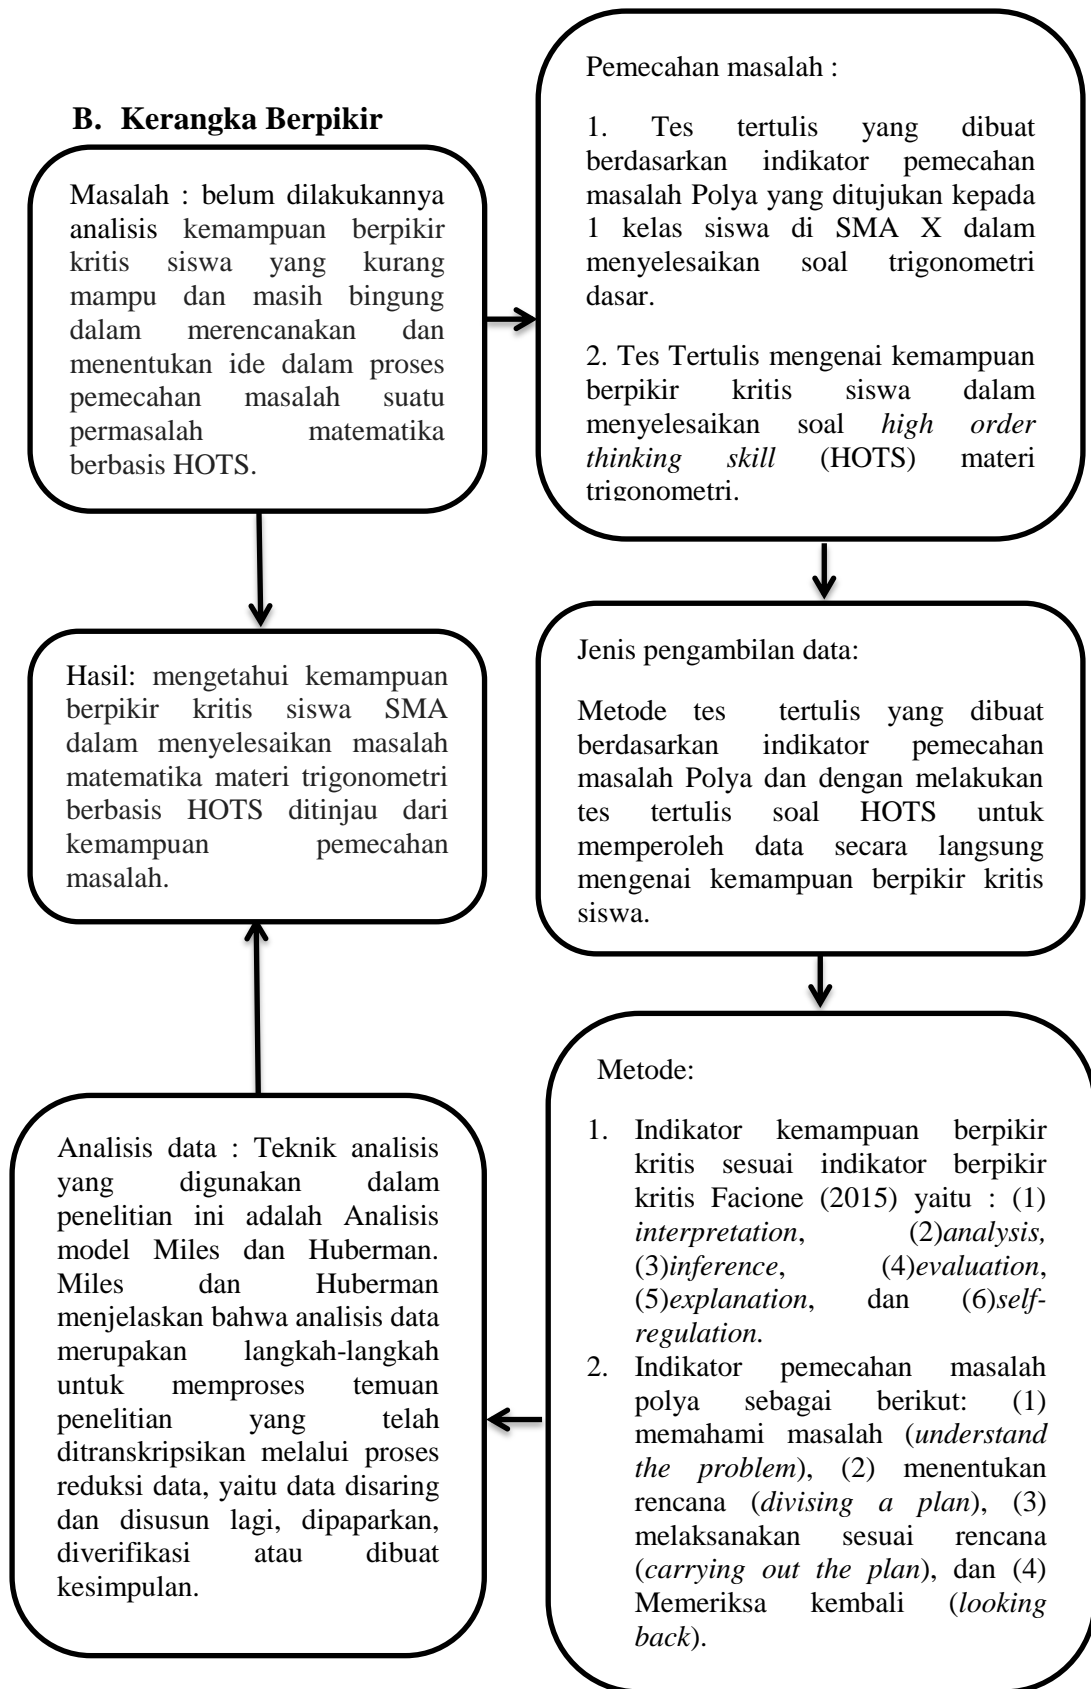 B. Kerangka Berpikir
Masalah : belum dilakukannya
analisis kemampuan berpikir
kritis siswa yang kurang
mampu dan masih bingung
dalam merencanakan dan
menentukan ide dalam proses
pemecahan masalah suatu
permasalah matematika
berbasis HOTS.
Pemecahan masalah :
1. Tes tertulis yang dibuat
berdasarkan indikator pemecahan
masalah Polya yang ditujukan kepada
1 kelas siswa di SMA X dalam
menyelesaikan soal trigonometri
dasar.
2. Tes Tertulis mengenai kemampuan
berpikir kritis siswa dalam
menyelesaikan soal high order
thinking skill (HOTS) materi
trigonometri.
Hasil: mengetahui kemampuan
berpikir kritis siswa SMA
dalam menyelesaikan masalah
matematika materi trigonometri
berbasis HOTS ditinjau dari
kemampuan pemecahan
masalah.
Jenis pengambilan data:
Metode tes tertulis yang dibuat
berdasarkan indikator pemecahan
masalah Polya dan dengan melakukan
tes tertulis soal HOTS untuk
memperoleh data secara langsung
mengenai kemampuan berpikir kritis
siswa.
Metode:
1. Indikator kemampuan berpikir
kritis sesuai indikator berpikir
kritis Facione (2015) yaitu : (1)
interpretation, (2)analysis,
(3)inference, (4)evaluation,
(5)explanation, dan (6)self-
regulation.
2. Indikator pemecahan masalah
polya sebagai berikut: (1)
memahami masalah (understand
the problem), (2) menentukan
rencana (divising a plan), (3)
melaksanakan sesuai rencana
(carrying out the plan), dan (4)
Memeriksa kembali (looking
back).
Analisis data : Teknik analisis
yang digunakan dalam
penelitian ini adalah Analisis
model Miles dan Huberman.
Miles dan Huberman
menjelaskan bahwa analisis data
merupakan langkah-langkah
untuk memproses temuan
penelitian yang telah
ditranskripsikan melalui proses
reduksi data, yaitu data disaring
dan disusun lagi, dipaparkan,
diverifikasi atau dibuat
kesimpulan.